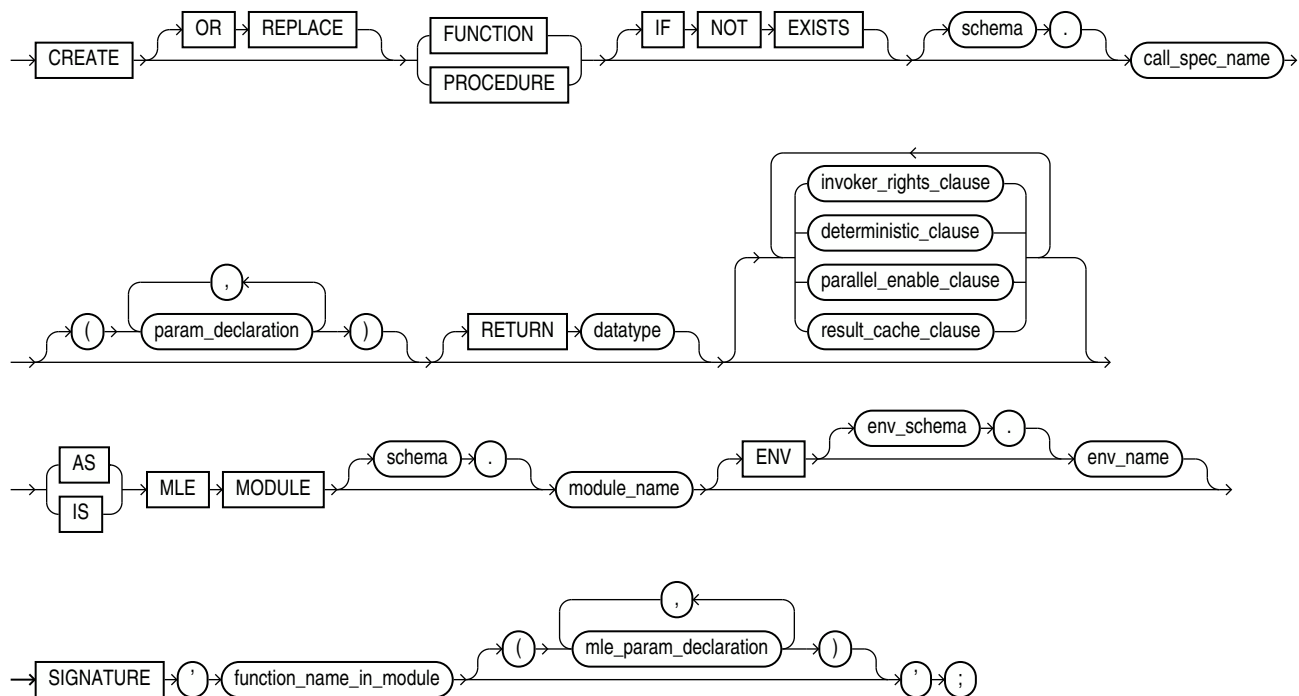 CREATE OR REPLACE FUNCTION PROCEDURE IF NOT EXISTS schema . call_spec_name
( param_declaration , ) RETURN datatype invoker_rights_clause
deterministic_clause
parallel_enable_clause
result_cache_clause
AS IS MLE MODULE schema . module_name ENV env_schema . env_name
SIGNATURE ' function_name_in_module ( mle_param_declaration , ) ' ;